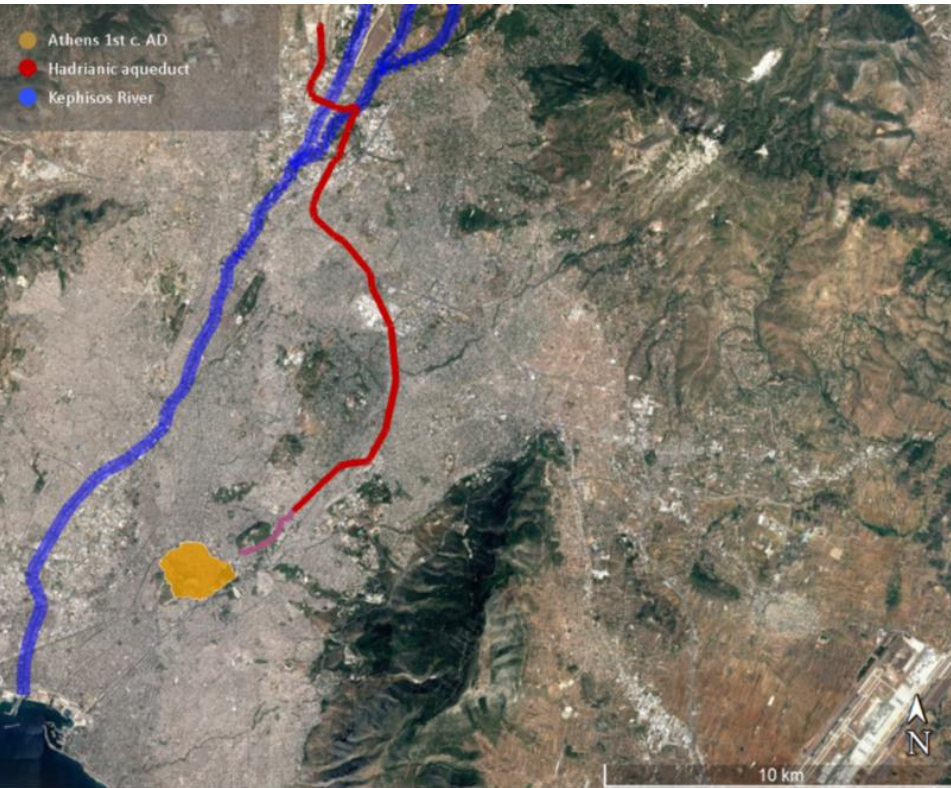 Athens 1st c. AD
Hadrianic aqueduct
Kephisos River
N
10 km